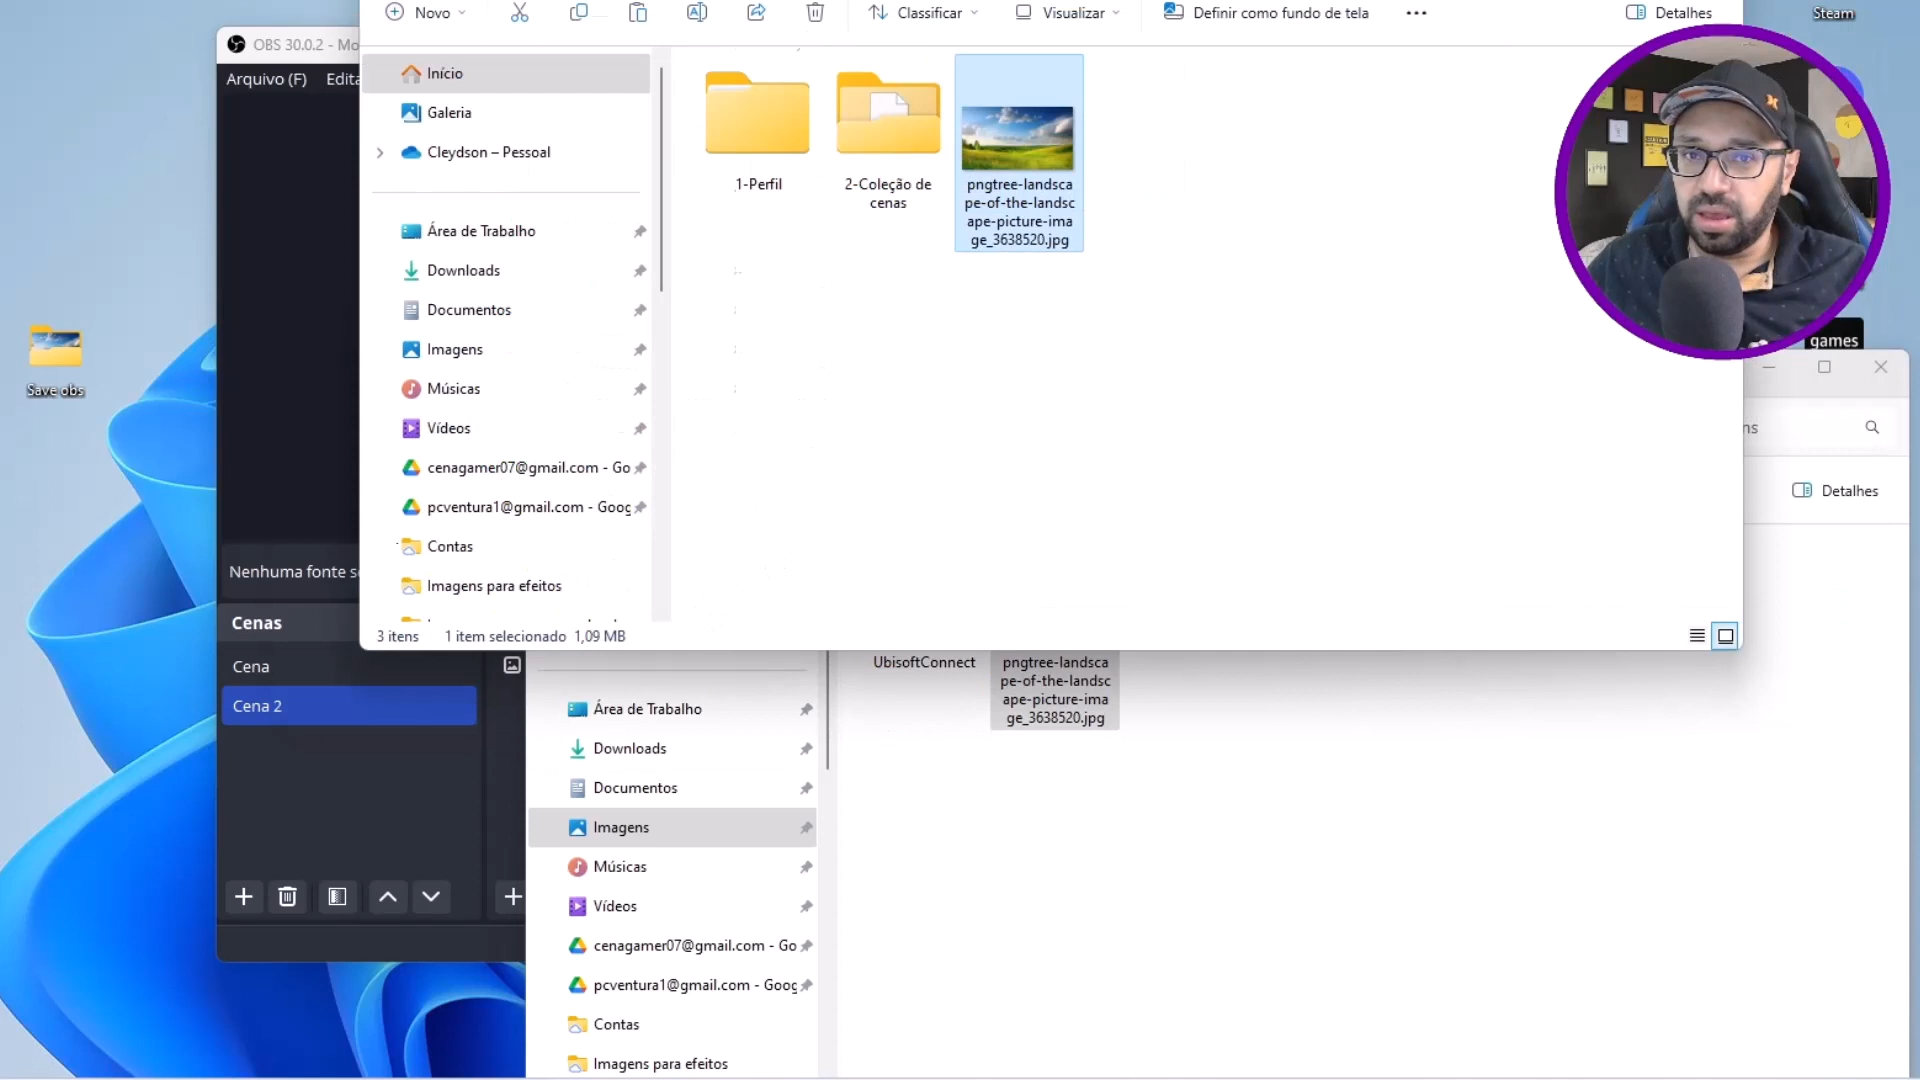 Novo
Classificar
Visualizar
Definir como fundo de tela
Detalhes
Steam
OBS 30.0.2 - Mo
Arquivo (F) Edita
Início
Galeria
Cleydson – Pessoal
Área de Trabalho
Downloads
Documentos
Imagens
Músicas
Vídeos
cenagamer07@gmail.com - Go
pcventura1@gmail.com - Goog
Contas
Imagens para efeitos
1-Perfil
2-Coleção de
cenas
pngtree-landsca
pe-of-the-landsc
ape-picture-ima
ge_3638520.jpg
3 itens 1 item selecionado 1,09 MB
Save obs
games
ns
Detalhes
Nenhuma fonte s
Cenas
Cena
Cena 2
Área de Trabalho
Downloads
Documentos
Imagens
Músicas
Vídeos
cenagamer07@gmail.com - Go
pcventura1@gmail.com - Goog
Contas
Imagens para efeitos
UbisoftConnect
pngtree-landsca
pe-of-the-landsc
ape-picture-ima
ge_3638520.jpg